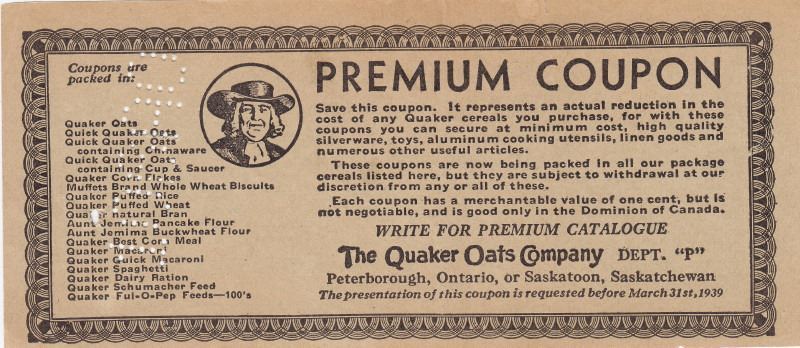 Coupons are
packed in:
Quaker Oats
Quick Quaker Oats
Quick Quaker Oats
containing Chinaware
Quick Quaker Oat
containing Cup & Saucer
Quaker Corn Flakes
Muffets Brand Whole Wheat Biscuits
Quaker Puffed Rice
Quaker Puffed Wheat
Quaker natural Bran
Aunt Jemima Pancake Flour
Aunt Jemima Buckwheat Flour
Quaker Best Corn Meal
Quaker Macaroni
Quaker Quick Macaroni
Quaker Spaghetti
Quaker Dairy Ration
Quaker Schumacher Feed
Quaker Ful-O-Pep Feeds—100's
PREMIUM COUPON
Save this coupon. It represents an actual reduction in the
cost of any Quaker cereals you purchase, for with these
coupons you can secure at minimum cost, high quality
silverware, toys, aluminum cooking utensils, linen goods and
numerous other useful articles.
These coupons are now being packed in all our package
cereals listed here, but they are subject to withdrawal at our
discretion from any or all of these.
Each coupon has a merchantable value of one cent, but is
not negotiable, and is good only in the Dominion of Canada.
WRITE FOR PREMIUM CATALOGUE
The Quaker Oats Company DEPT. "P"
Peterborough, Ontario, or Saskatoon, Saskatchewan
The presentation of this coupon is requested before March 31st, 1939